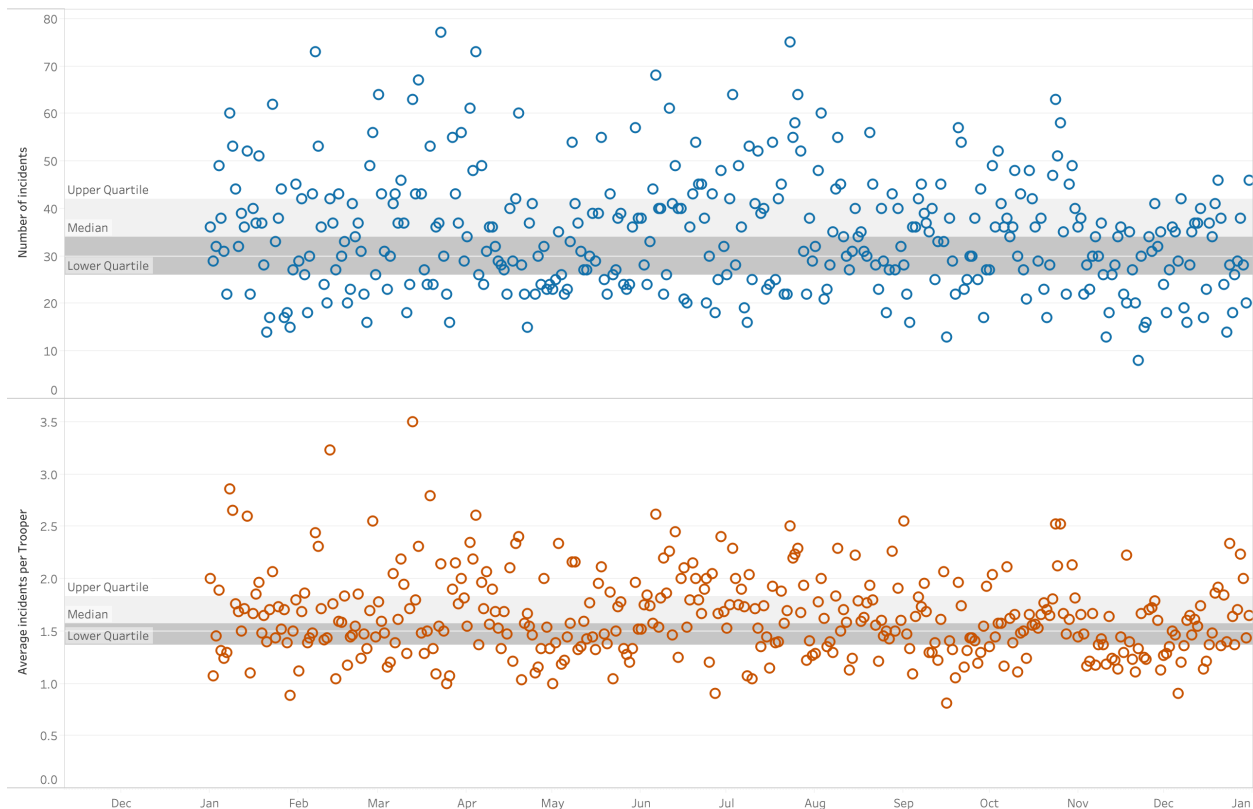 80
70
60
50
Upper Quartile
40
Median
30
Lower Quartile
20
10
0
Number of incidents
3.5
3.0
2.5
2.0
Upper Quartile
Median
1.5
Lower Quartile
1.0
0.5
0.0
Average incidents per Trooper
Dec Jan Feb Mar Apr May Jun Jul Aug Sep Oct Nov Dec Jan